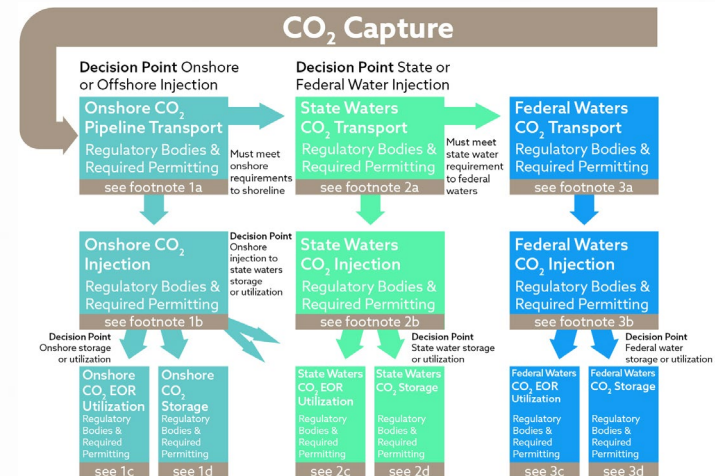 CO2 Capture
Decision Point Onshore
or Offshore Injection
Decision Point State or
Federal Water Injection
Onshore CO2
Pipeline Transport
Regulatory Bodies &
Required Permitting
see footnote 1a
Must meet
onshore
requirements
to shoreline
State Waters
CO2 Transport
Regulatory Bodies &
Required Permitting
see footnote 2a
Must meet
state water
requirement
to federal
waters
Federal Waters
CO2 Transport
Regulatory Bodies &
Required Permitting
see footnote 3a
Onshore CO2
Injection
Regulatory Bodies &
Required Permitting
see footnote 1b
Decision Point
Onshore
injection to
state waters
storage
or utilization
State Waters
CO2 Injection
Regulatory Bodies &
Required Permitting
see footnote 2b
Federal Waters
CO2 Injection
Regulatory Bodies &
Required Permitting
see footnote 3b
Decision Point
Onshore storage
or utilization
Decision Point
State water storage
or utilization
Decision Point
Federal water
storage or utilization
Onshore
CO2 EOR
Utilization
Regulatory
Bodies &
Required
Permitting
see 1c
Onshore
CO2
Storage
Regulatory
Bodies &
Required
Permitting
see 1d
State Waters
CO2 EOR
Utilization
Regulatory
Bodies &
Required
Permitting
see 2c
State Waters
CO2 Storage
Regulatory
Bodies &
Required
Permitting
see 2d
Federal Waters
CO2 EOR
Utilization
Regulatory
Bodies &
Required
Permitting
see 3c
Federal Waters
CO2 Storage
Regulatory
Bodies &
Required
Permitting
see 3d